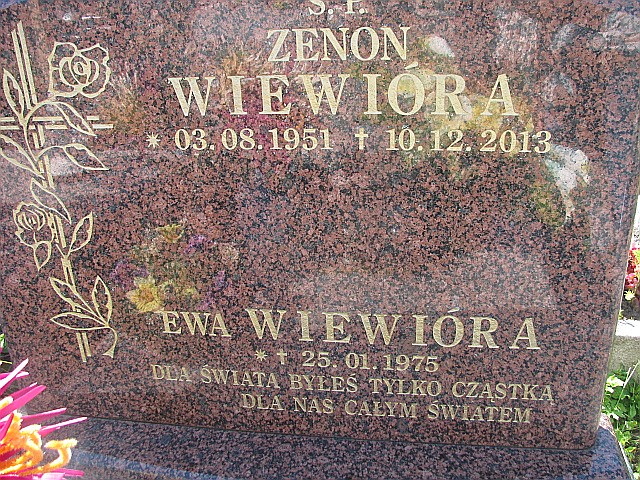 Ś. P.
ZENON
WIEWIÓRA
* 03.08.1951 † 10.12.2013
EWA WIEWIÓRA
* † 25.01.1975
DLA ŚWIATA BYŁEŚ TYLKO CZĄSTKĄ
DLA NAS CAŁYM ŚWIATEM